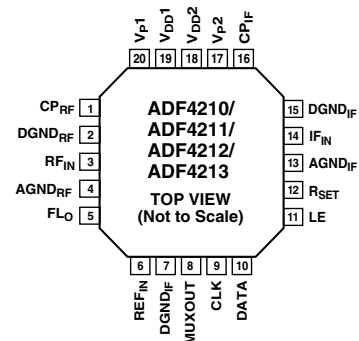 VP1
VDD1
VDD2
VP2
CPIF
20
19
18
17
16
CPRF 1
DGNDRF 2
RFIN 3
AGNDRF 4
FLO 5
ADF4210/
ADF4211/
ADF4212/
ADF4213
TOP VIEW
(Not to Scale)
15 DGNDIF
14 IFIN
13 AGNDIF
12 RSET
11 LE
6
7
8
9
10
REFIN
DGNDIF
MUXOUT
CLK
DATA